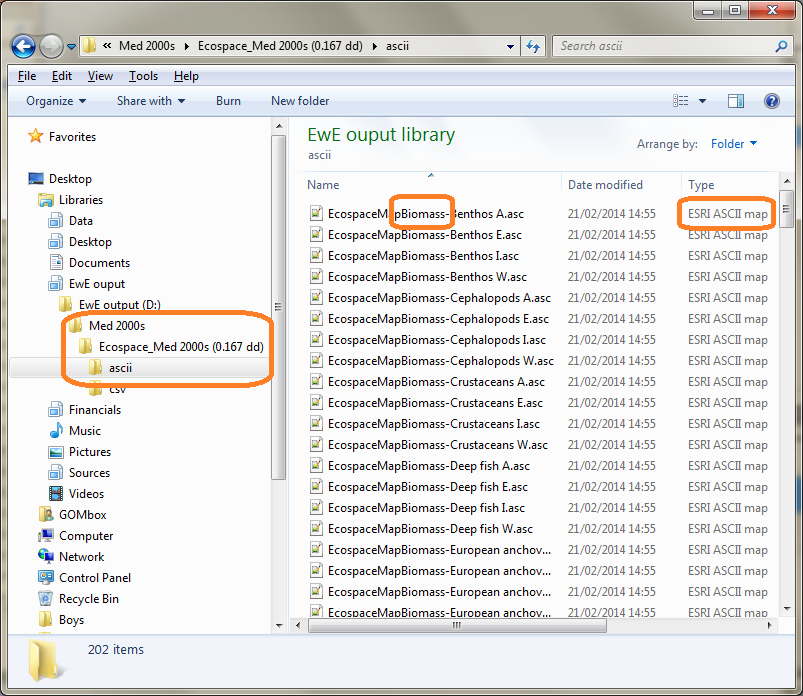 « Med 2000s ▸ Ecospace_Med 2000s (0.167 dd) ▸ ascii
Search ascii
File Edit View Tools Help
Organize Share with Burn New folder
Favorites
Desktop
Libraries
Data
Desktop
Documents
EwE ouput
EwE output (D:)
Med 2000s
Ecospace_Med 2000s (0.167 dd)
ascii
csv
Financials
Music
Pictures
Sources
Videos
GOMbox
Computer
Network
Control Panel
Recycle Bin
Boys
EwE ouput library
ascii
Arrange by: Folder
Name Date modified Type
EcospaceMapBiomass-Benthos A.asc 21/02/2014 14:55 ESRI ASCII map
EcospaceMapBiomass-Benthos E.asc 21/02/2014 14:55 ESRI ASCII map
EcospaceMapBiomass-Benthos I.asc 21/02/2014 14:55 ESRI ASCII map
EcospaceMapBiomass-Benthos W.asc 21/02/2014 14:55 ESRI ASCII map
EcospaceMapBiomass-Cephalopods A.asc 21/02/2014 14:55 ESRI ASCII map
EcospaceMapBiomass-Cephalopods E.asc 21/02/2014 14:55 ESRI ASCII map
EcospaceMapBiomass-Cephalopods I.asc 21/02/2014 14:55 ESRI ASCII map
EcospaceMapBiomass-Cephalopods W.asc 21/02/2014 14:55 ESRI ASCII map
EcospaceMapBiomass-Crustaceans A.asc 21/02/2014 14:55 ESRI ASCII map
EcospaceMapBiomass-Crustaceans E.asc 21/02/2014 14:55 ESRI ASCII map
EcospaceMapBiomass-Crustaceans I.asc 21/02/2014 14:55 ESRI ASCII map
EcospaceMapBiomass-Crustaceans W.asc 21/02/2014 14:55 ESRI ASCII map
EcospaceMapBiomass-Deep fish A.asc 21/02/2014 14:55 ESRI ASCII map
EcospaceMapBiomass-Deep fish E.asc 21/02/2014 14:55 ESRI ASCII map
EcospaceMapBiomass-Deep fish I.asc 21/02/2014 14:55 ESRI ASCII map
EcospaceMapBiomass-Deep fish W.asc 21/02/2014 14:55 ESRI ASCII map
EcospaceMapBiomass-European anchov... 21/02/2014 14:55 ESRI ASCII map
EcospaceMapBiomass-European anchov... 21/02/2014 14:55 ESRI ASCII map
EcospaceMapBiomass-European anchov... 21/02/2014 14:55 ESRI ASCII map
EcospaceMapBiomass-European anchov... 21/02/2014 14:55 ESRI ASCII map
202 items